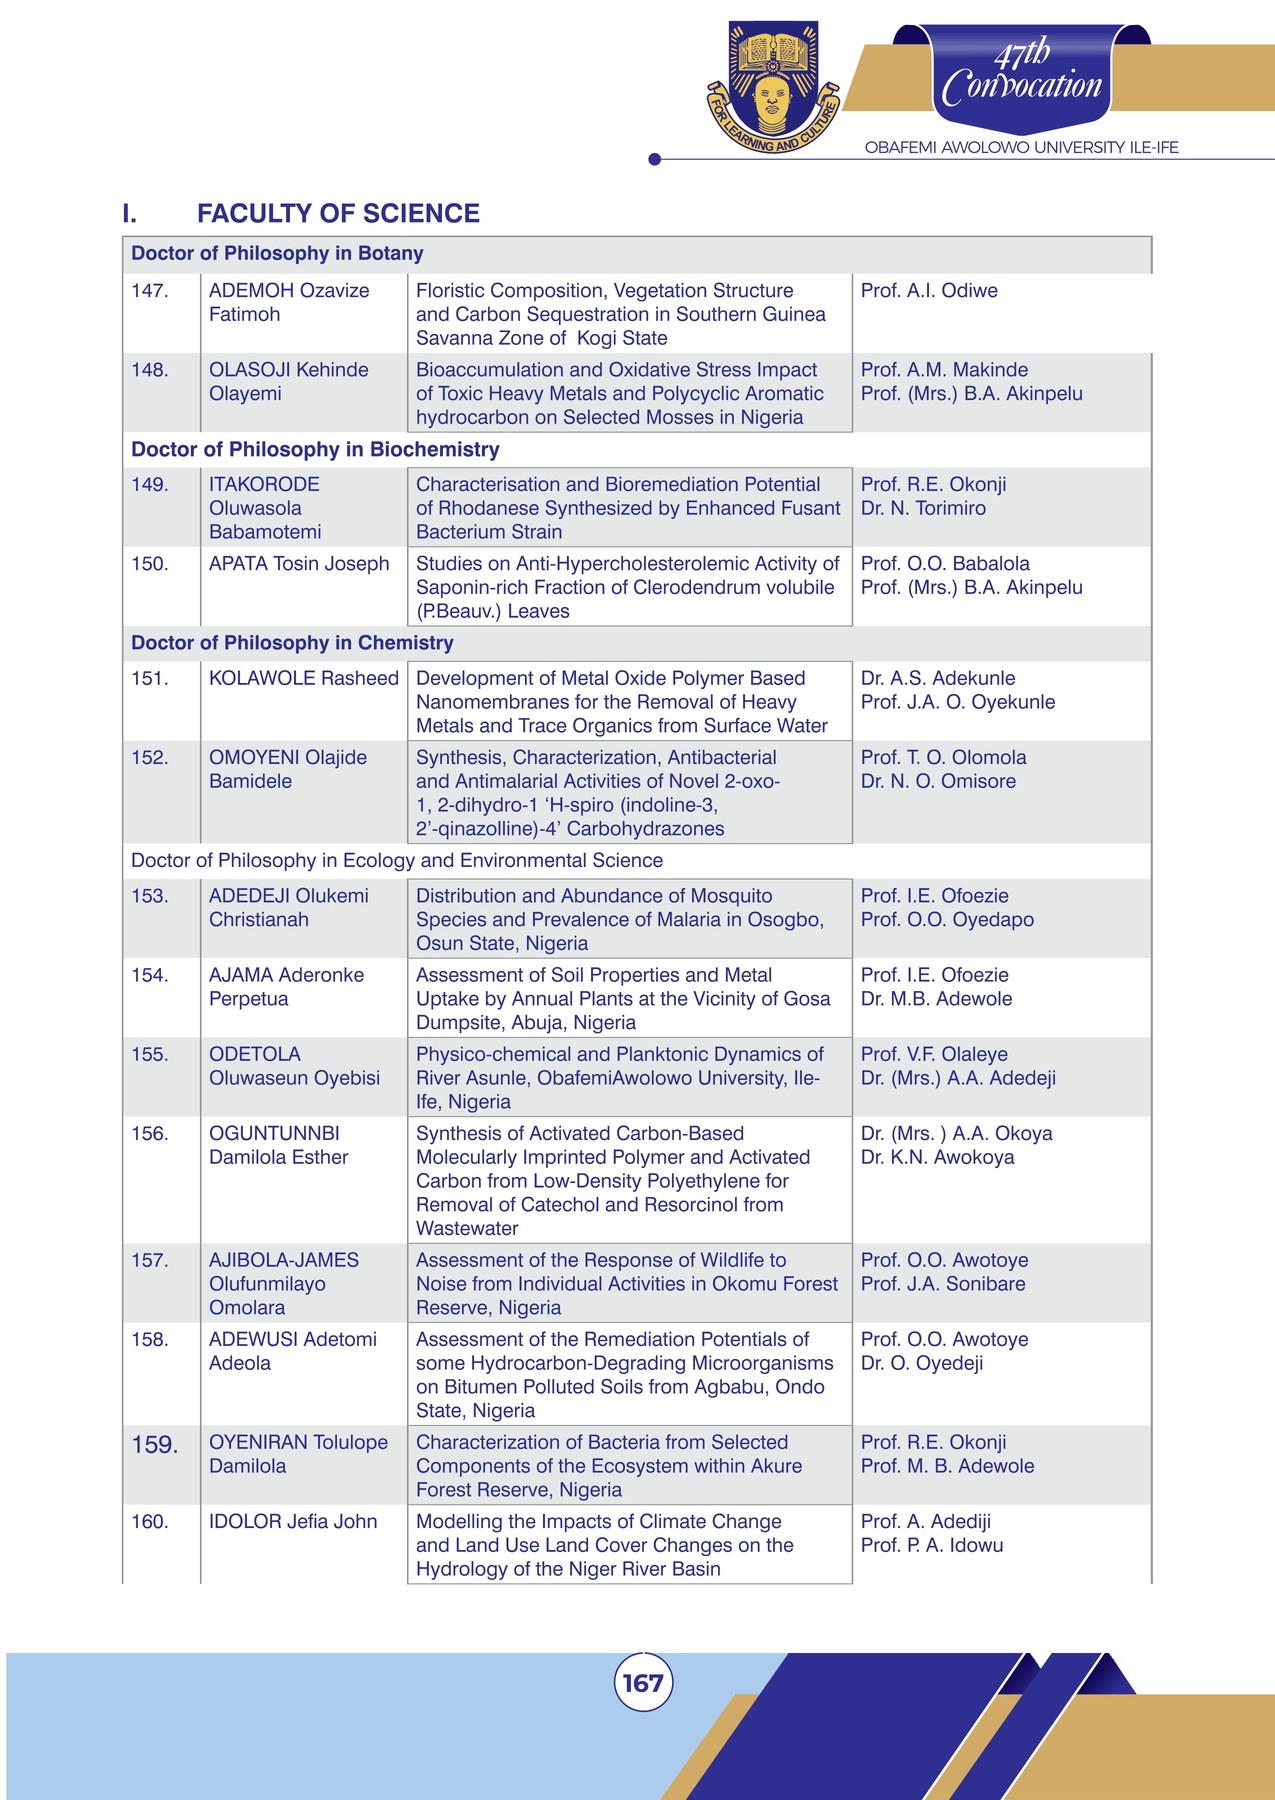 FOR LEARNING AND CULTURE
47th
Convocation
OBAFEMI AWOLOWO UNIVERSITY ILE-IFE
I. FACULTY OF SCIENCE
Doctor of Philosophy in Botany
147. ADEMOH Ozavize Fatimoh
Floristic Composition, Vegetation Structure
and Carbon Sequestration in Southern Guinea
Savanna Zone of  Kogi State
Prof. A.I. Odiwe
148. OLASOJI Kehinde
Olayemi
Bioaccumulation and Oxidative Stress Impact
of Toxic Heavy Metals and Polycyclic Aromatic
hydrocarbon on Selected Mosses in Nigeria
Prof. A.M. Makinde
Prof. (Mrs.) B.A. Akinpelu
Doctor of Philosophy in Biochemistry
149. ITAKORODE
Oluwasola
Babamotemi
Characterisation and Bioremediation Potential
of Rhodanese Synthesized by Enhanced Fusant
Bacterium Strain
Prof. R.E. Okonji
Dr. N. Torimiro
150. APATA Tosin Joseph
Studies on Anti-Hypercholesterolemic Activity of
Saponin-rich Fraction of Clerodendrum volubile
(P.Beauv.) Leaves
Prof. O.O. Babalola
Prof. (Mrs.) B.A. Akinpelu
Doctor of Philosophy in Chemistry
151. KOLAWOLE Rasheed
Development of Metal Oxide Polymer Based
Nanomembranes for the Removal of Heavy
Metals and Trace Organics from Surface Water
Dr. A.S. Adekunle
Prof. J.A. O. Oyekunle
152. OMOYENI Olajide
Bamidele
Synthesis, Characterization, Antibacterial
and Antimalarial Activities of Novel 2-oxo-
1, 2-dihydro-1 ‘H-spiro (indoline-3,
2’-qinazolline)-4’ Carbohydrazones
Prof. T. O. Olomola
Dr. N. O. Omisore
Doctor of Philosophy in Ecology and Environmental Science
153. ADEDEJI Olukemi
Christianah
Distribution and Abundance of Mosquito
Species and Prevalence of Malaria in Osogbo,
Osun State, Nigeria
Prof. I.E. Ofoezie
Prof. O.O. Oyedapo
154. AJAMA Aderonke
Perpetua
Assessment of Soil Properties and Metal
Uptake by Annual Plants at the Vicinity of Gosa
Dumpsite, Abuja, Nigeria
Prof. I.E. Ofoezie
Dr. M.B. Adewole
155. ODETOLA
Oluwaseun Oyebisi
Physico-chemical and Planktonic Dynamics of
River Asunle, ObafemiAwolowo University, Ile-
Ife, Nigeria
Prof. V.F. Olaleye
Dr. (Mrs.) A.A. Adedeji
156. OGUNTUNNBI
Damilola Esther
Synthesis of Activated Carbon-Based
Molecularly Imprinted Polymer and Activated
Carbon from Low-Density Polyethylene for
Removal of Catechol and Resorcinol from
Wastewater
Dr. (Mrs. ) A.A. Okoya
Dr. K.N. Awokoya
157. AJIBOLA-JAMES
Olufunmilayo
Omolara
Assessment of the Response of Wildlife to
Noise from Individual Activities in Okomu Forest
Reserve, Nigeria
Prof. O.O. Awotoye
Prof. J.A. Sonibare
158. ADEWUSI Adetomi
Adeola
Assessment of the Remediation Potentials of
some Hydrocarbon-Degrading Microorganisms
on Bitumen Polluted Soils from Agbabu, Ondo
State, Nigeria
Prof. O.O. Awotoye
Dr. O. Oyedeji
159. OYENIRAN Tolulope
Damilola
Characterization of Bacteria from Selected
Components of the Ecosystem within Akure
Forest Reserve, Nigeria
Prof. R.E. Okonji
Prof. M. B. Adewole
160. IDOLOR Jefia John
Modelling the Impacts of Climate Change
and Land Use Land Cover Changes on the
Hydrology of the Niger River Basin
Prof. A. Adediji
Prof. P. A. Idowu
167